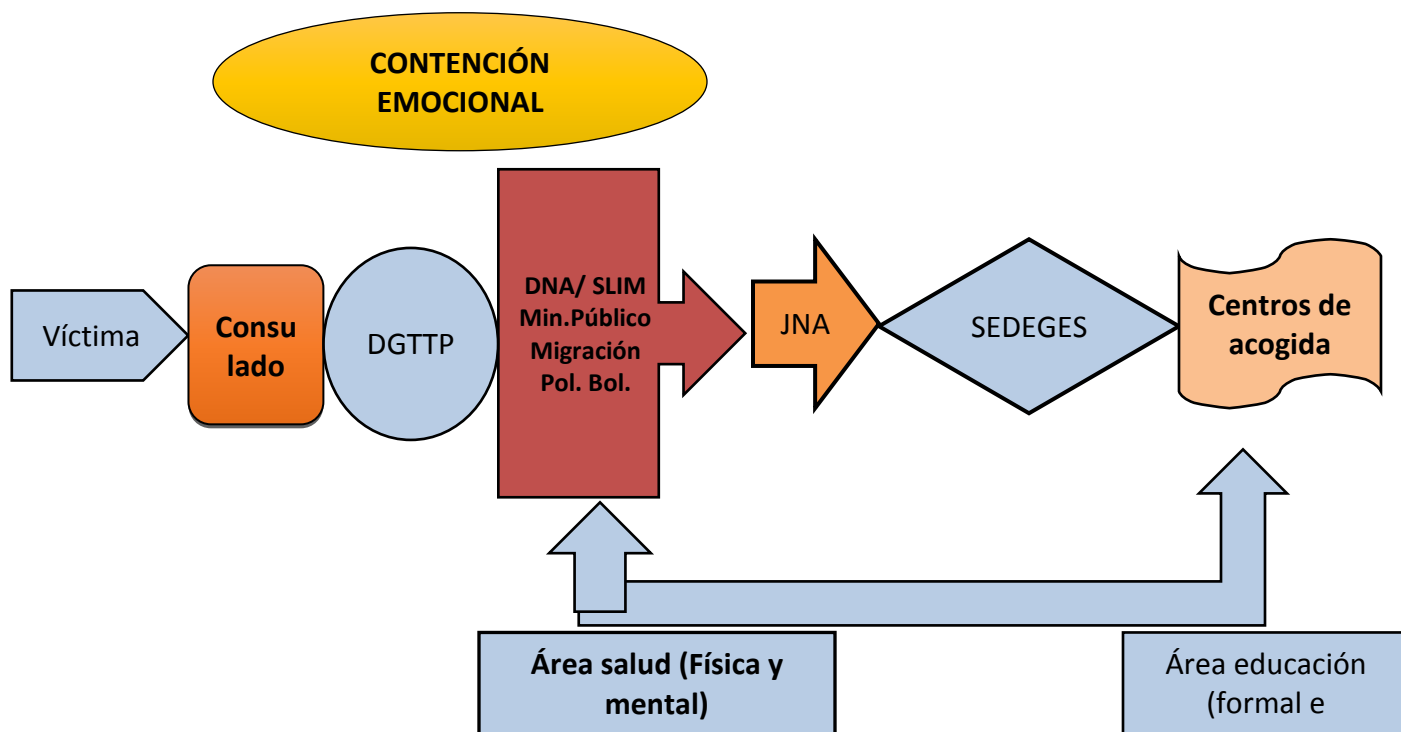 CONTENCIÓN
EMOCIONAL
Víctima
Consu
lado
DGTTP
DNA/ SLIM
Min.Público
Migración
Pol. Bol.
JNA
SEDEGES
Centros de
acogida
Área salud (Física y
mental)
Área educación
(formal e